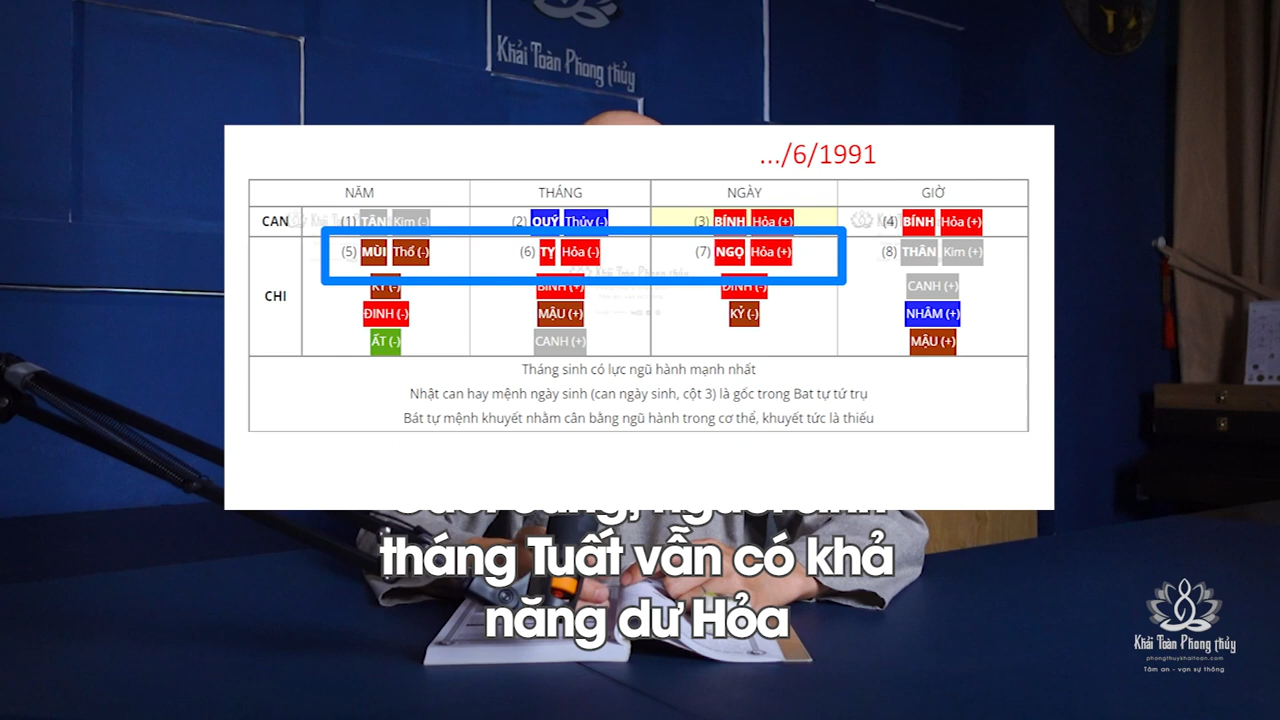 Khải Toàn Phong thủy
.../6/1991
NĂM THÁNG NGÀY GIỜ
CAN (1) TÂN Kim (-) (2) QUÝ Thủy (-) (3) BÍNH Hỏa (+) (4) BÍNH Hỏa (+)
(5) MÙI Thổ (-) (6) TỴ Hỏa (-) (7) NGỌ Hỏa (+) (8) THÂN Kim (+)
CHI KỶ (-) BÍNH (+) ĐINH (-) CANH (+)
ĐINH (-) MẬU (+) KỶ (-) NHÂM (+)
ẤT (-) CANH (+) MẬU (+)
Tháng sinh có lực ngũ hành mạnh nhất
Nhật can hay mệnh ngày sinh (can ngày sinh, cột 3) là gốc trong Bat tự tứ trụ
Bát tự mệnh khuyết nhằm cân bằng ngũ hành trong cơ thể, khuyết tức là thiếu
tháng Tuất vẫn có khả
năng dư Hỏa
Khải Toàn Phong thủy
phongthuykhaitoan.com
Tâm an - vạn sự thông